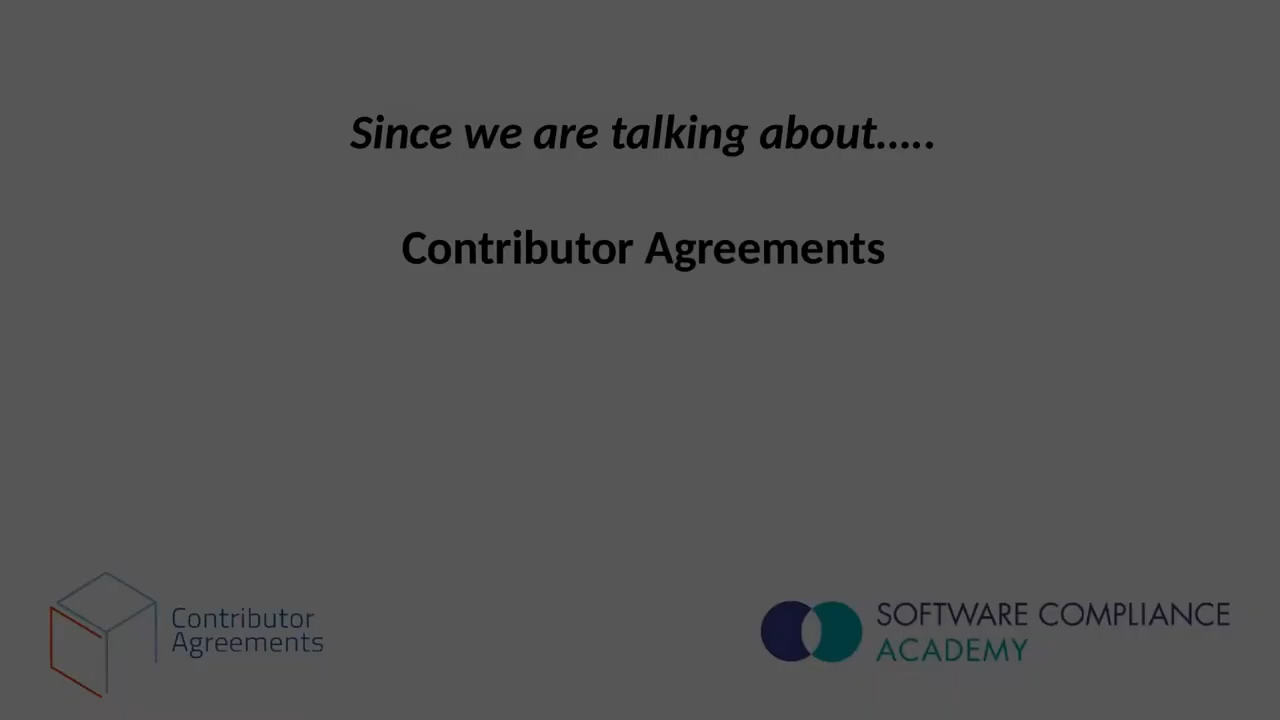 Since we are talking about.....
Contributor Agreements
Contributor
Agreements
SOFTWARE COMPLIANCE
ACADEMY